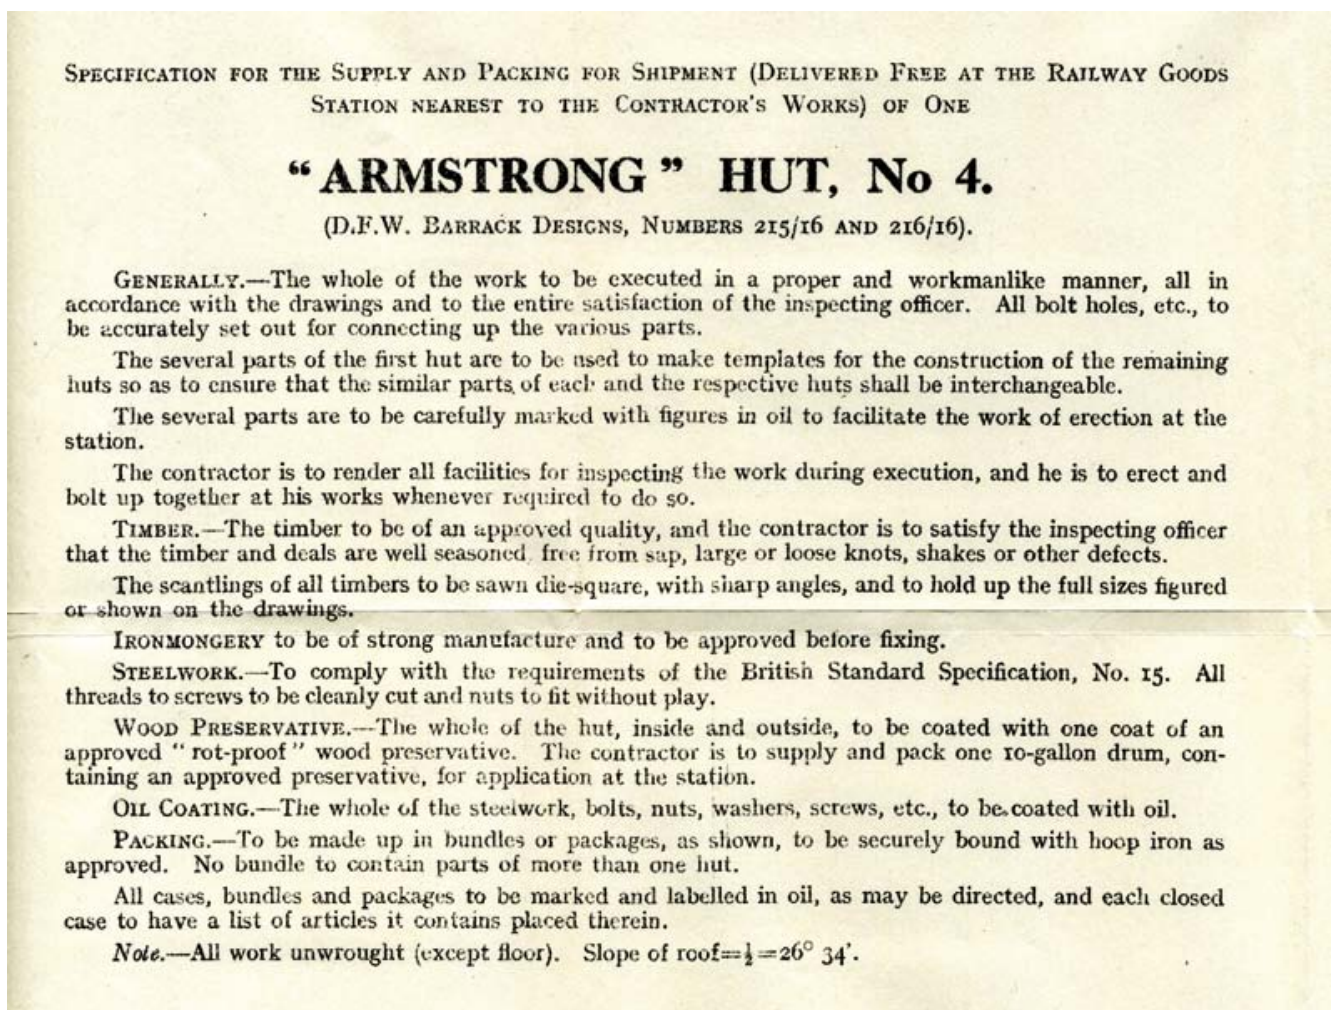 SPECIFICATION FOR THE SUPPLY AND PACKING FOR SHIPMENT (DELIVERED FREE AT THE RAILWAY GOODS
STATION NEAREST TO THE CONTRACTOR'S WORKS) OF ONE
“ARMSTRONG” HUT, No 4.
(D.F.W. BARRACK DESIGNS, NUMBERS 215/16 AND 216/16).
GENERALLY.—The whole of the work to be executed in a proper and workmanlike manner, all in
accordance with the drawings and to the entire satisfaction of the inspecting officer. All bolt holes, etc., to
be accurately set out for connecting up the various parts.
The several parts of the first hut are to be used to make templates for the construction of the remaining
huts so as to ensure that the similar parts of each and the respective huts shall be interchangeable.
The several parts are to be carefully marked with figures in oil to facilitate the work of erection at the
station.
The contractor is to render all facilities for inspecting the work during execution, and he is to erect and
bolt up together at his works whenever required to do so.
TIMBER.—The timber to be of an approved quality, and the contractor is to satisfy the inspecting officer
that the timber and deals are well seasoned, free from sap, large or loose knots, shakes or other defects.
The scantlings of all timbers to be sawn die-square, with sharp angles, and to hold up the full sizes figured
or shown on the drawings.
IRONMONGERY to be of strong manufacture and to be approved before fixing.
STEELWORK.—To comply with the requirements of the British Standard Specification, No. 15. All
threads to screws to be cleanly cut and nuts to fit without play.
WOOD PRESERVATIVE.—The whole of the hut, inside and outside, to be coated with one coat of an
approved “rot-proof” wood preservative. The contractor is to supply and pack one 10-gallon drum, con-
taining an approved preservative, for application at the station.
OIL COATING.—The whole of the steelwork, bolts, nuts, washers, screws, etc., to be coated with oil.
PACKING.—To be made up in bundles or packages, as shown, to be securely bound with hoop iron as
approved. No bundle to contain parts of more than one hut.
All cases, bundles and packages to be marked and labelled in oil, as may be directed, and each closed
case to have a list of articles it contains placed therein.
Note.—All work unwrought (except floor). Slope of roof=½=26° 34'.